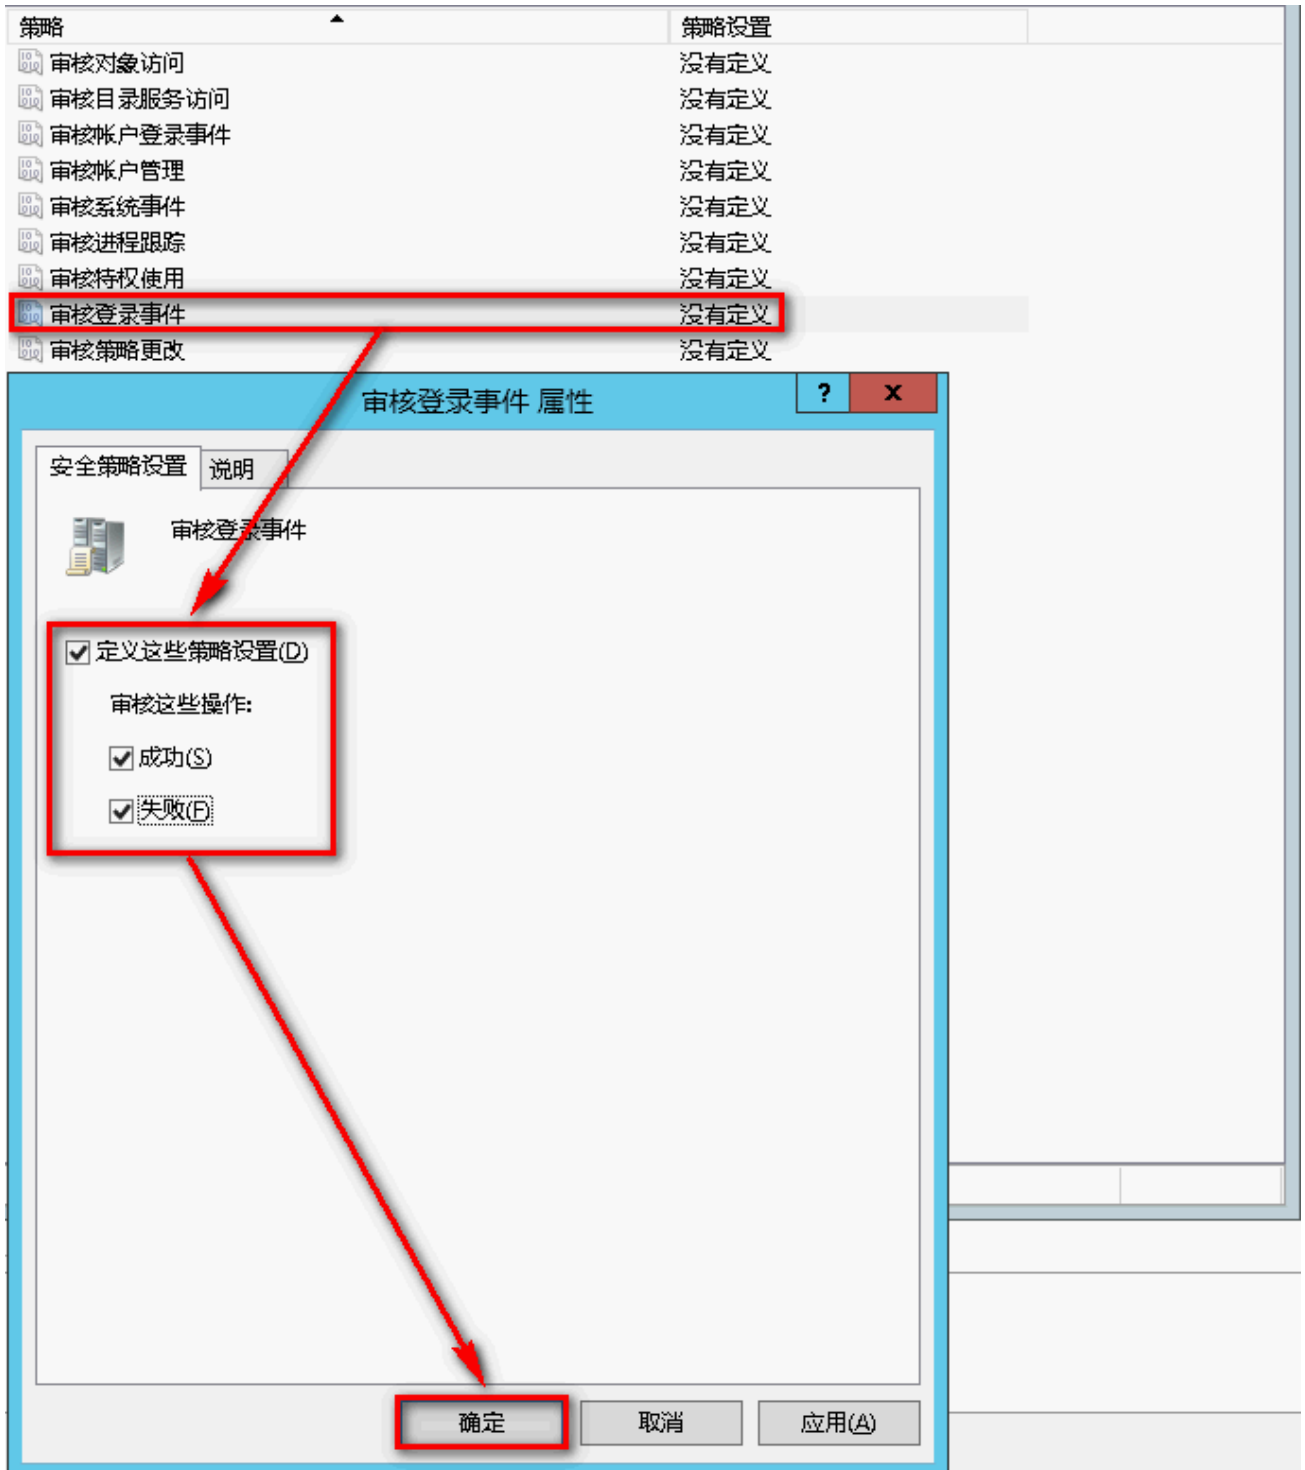 策略 策略设置
审核对象访问 没有定义
审核目录服务访问 没有定义
审核帐户登录事件 没有定义
审核帐户管理 没有定义
审核系统事件 没有定义
审核进程跟踪 没有定义
审核特权使用 没有定义
审核登录事件 没有定义
审核策略更改 没有定义
审核登录事件 属性 ? x
安全策略设置 说明
审核登录事件
定义这些策略设置(D)
审核这些操作:
成功(S)
失败(F)
确定 取消 应用(A)